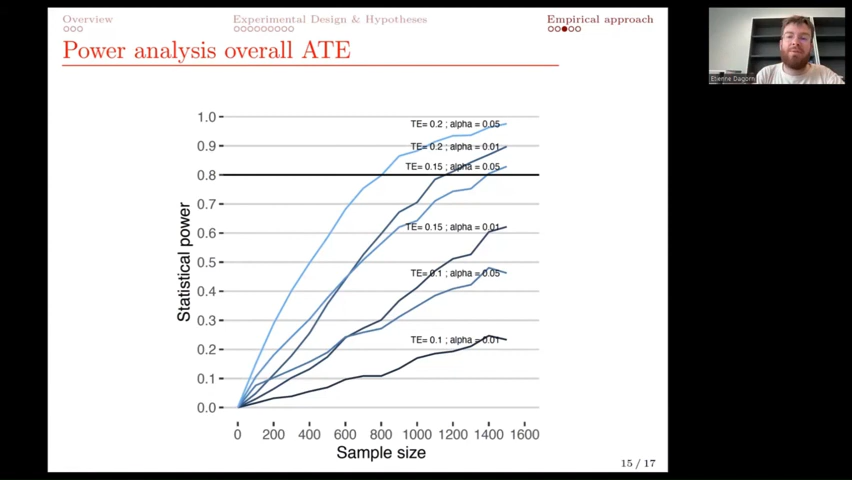 Overview
Experimental Design & Hypotheses
Empirical approach
Power analysis overall ATE
Etienne Dagorn
1.0
0.9
0.8
0.7
0.6
0.5
0.4
0.3
0.2
0.1
0.0
Statistical power
TE= 0.2 ; alpha = 0.05
TE= 0.2 ; alpha = 0.01
TE= 0.15 ; alpha = 0.05
TE= 0.15 ; alpha = 0.01
TE= 0.1 ; alpha = 0.05
TE= 0.1 ; alpha = 0.01
0 200 400 600 800 1000 1200 1400 1600
Sample size
15 / 17